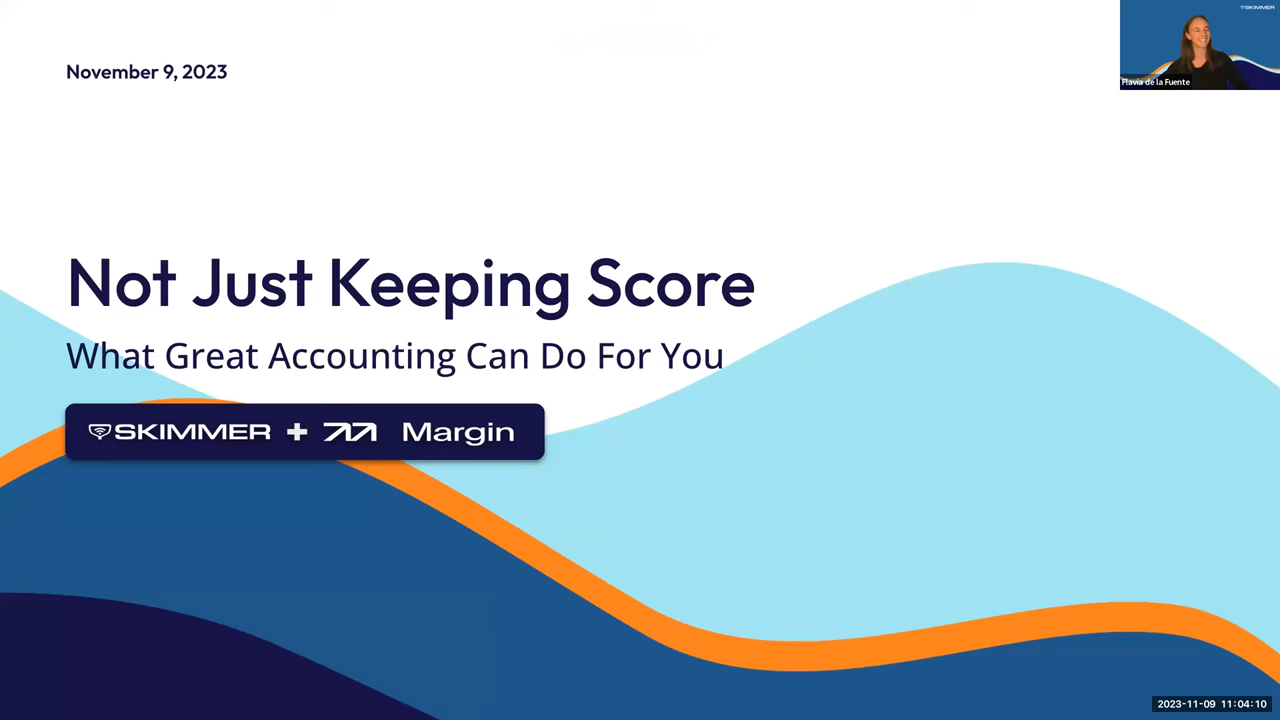 November 9, 2023
SKIMMER
Flavia de la Fuente
Not Just Keeping Score
What Great Accounting Can Do For You
SKIMMER + Margin
2023-11-09 11:04:10